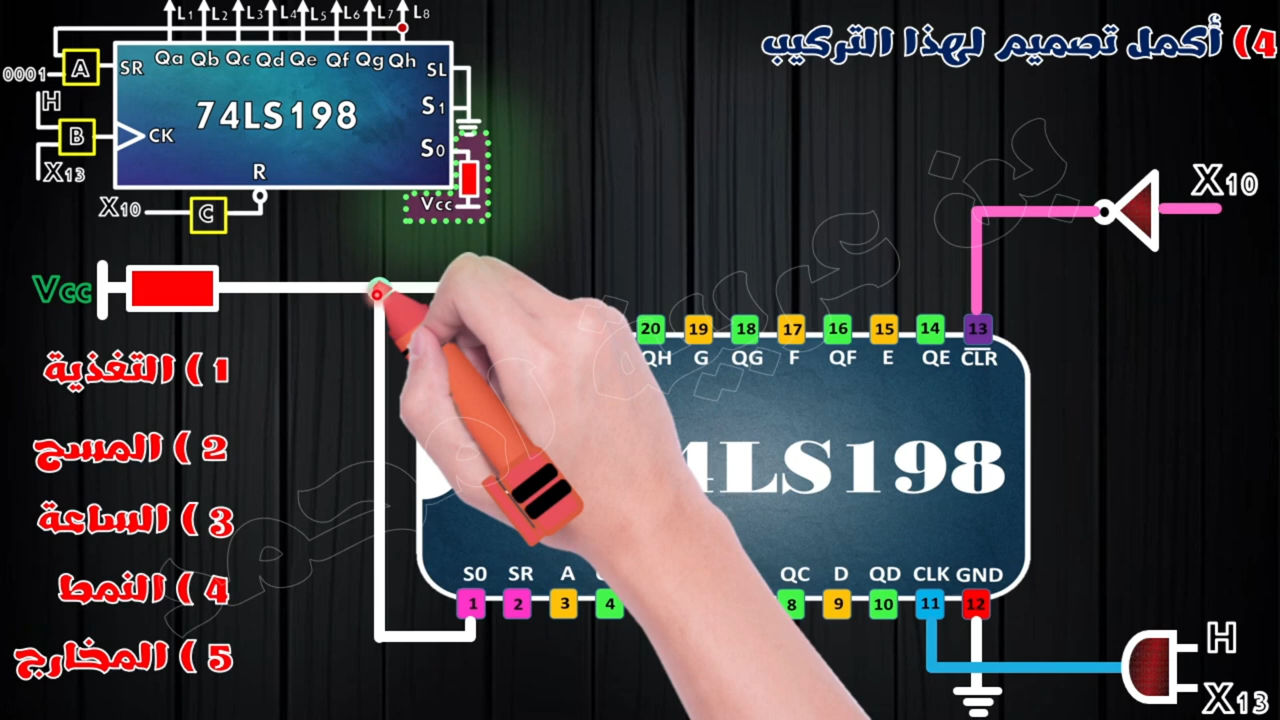 4) أكمل تصميم لهذا التركيب
L1 L2 L3 L4 L5 L6 L7 L8
Qa Qb Qc Qd Qe Qf Qg Qh
0001 A SR SL
74LS198
H
B CK S1
X13 S0
R
X10 C Vcc
X10
Vcc
1 ) التغذية
2 ) المسح
3 ) الساعة
4 ) النمط
5 ) المخارج
20 19 18 17 16 15 14 13
QH G QG F QF E QE CLR
4LS198
S0 SR A QC D QD CLK GND
1 2 3 4 8 9 10 11 12
H
X13